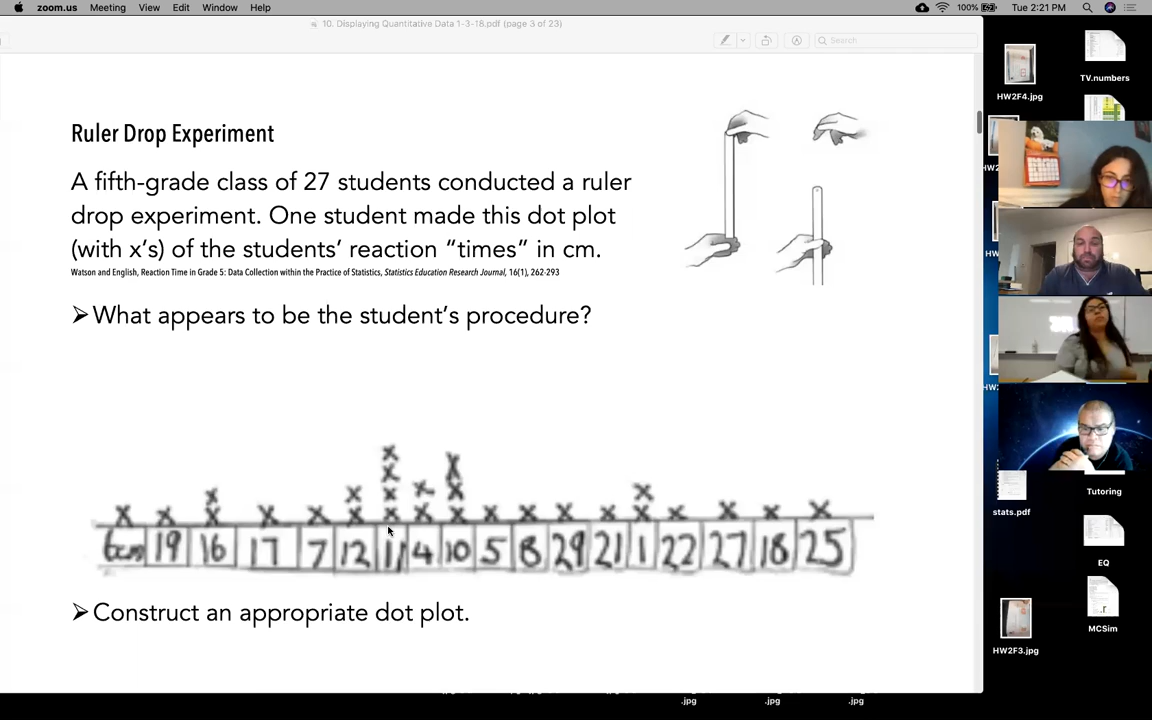 zoom.us Meeting View Edit Window Help 100% Tue 2:21 PM
10. Displaying Quantitative Data 1-3-18.pdf (page 3 of 23)
Search
Ruler Drop Experiment
A fifth-grade class of 27 students conducted a ruler
drop experiment. One student made this dot plot
(with x's) of the students' reaction "times" in cm.
Watson and English, Reaction Time in Grade 5: Data Collection within the Practice of Statistics, Statistics Education Research Journal, 16(1), 262-293
➢What appears to be the student's procedure?
x
x x
x x x x x x
x x x x x x x x x x x x x x x x x x
6cm 19 16 17 7 12 11 4 10 5 8 29 21 1 22 27 18 25
➢Construct an appropriate dot plot.
HW2F4.jpg
TV.numbers
Tutoring
stats.pdf
EQ
MCSim
HW2F3.jpg
.jpg
.jpg
.jpg